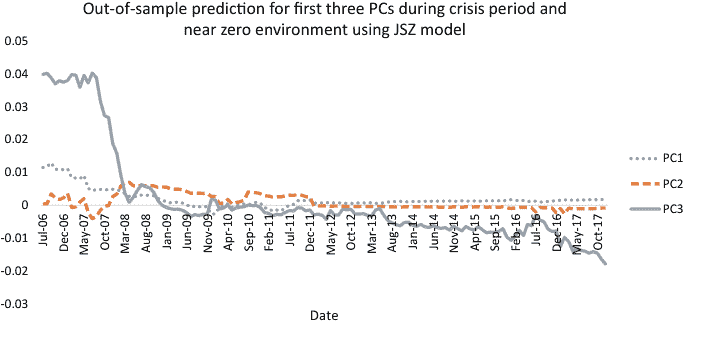 Out-of-sample prediction for first three PCs during crisis period and
near zero environment using JSZ model
0.05
0.04
0.03
0.02
0.01
0
-0.01
-0.02
-0.03
Jul-06
Dec-06
May-07
Oct-07
Mar-08
Aug-08
Jan-09
Jun-09
Nov-09
Apr-10
Sep-10
Feb-11
Jul-11
Dec-11
May-12
Oct-12
Mar-13
Aug-13
Jan-14
Jun-14
Nov-14
Apr-15
Sep-15
Feb-16
Jul-16
Dec-16
May-17
Oct-17
Date
PC1
PC2
PC3